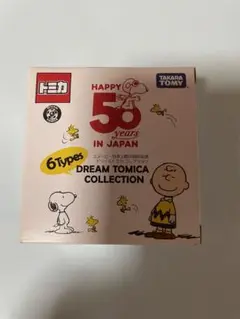 トミカ
TAKARA
TOMY
HAPPY
50
years
IN JAPAN
6Types
DREAM TOMICA
COLLECTION